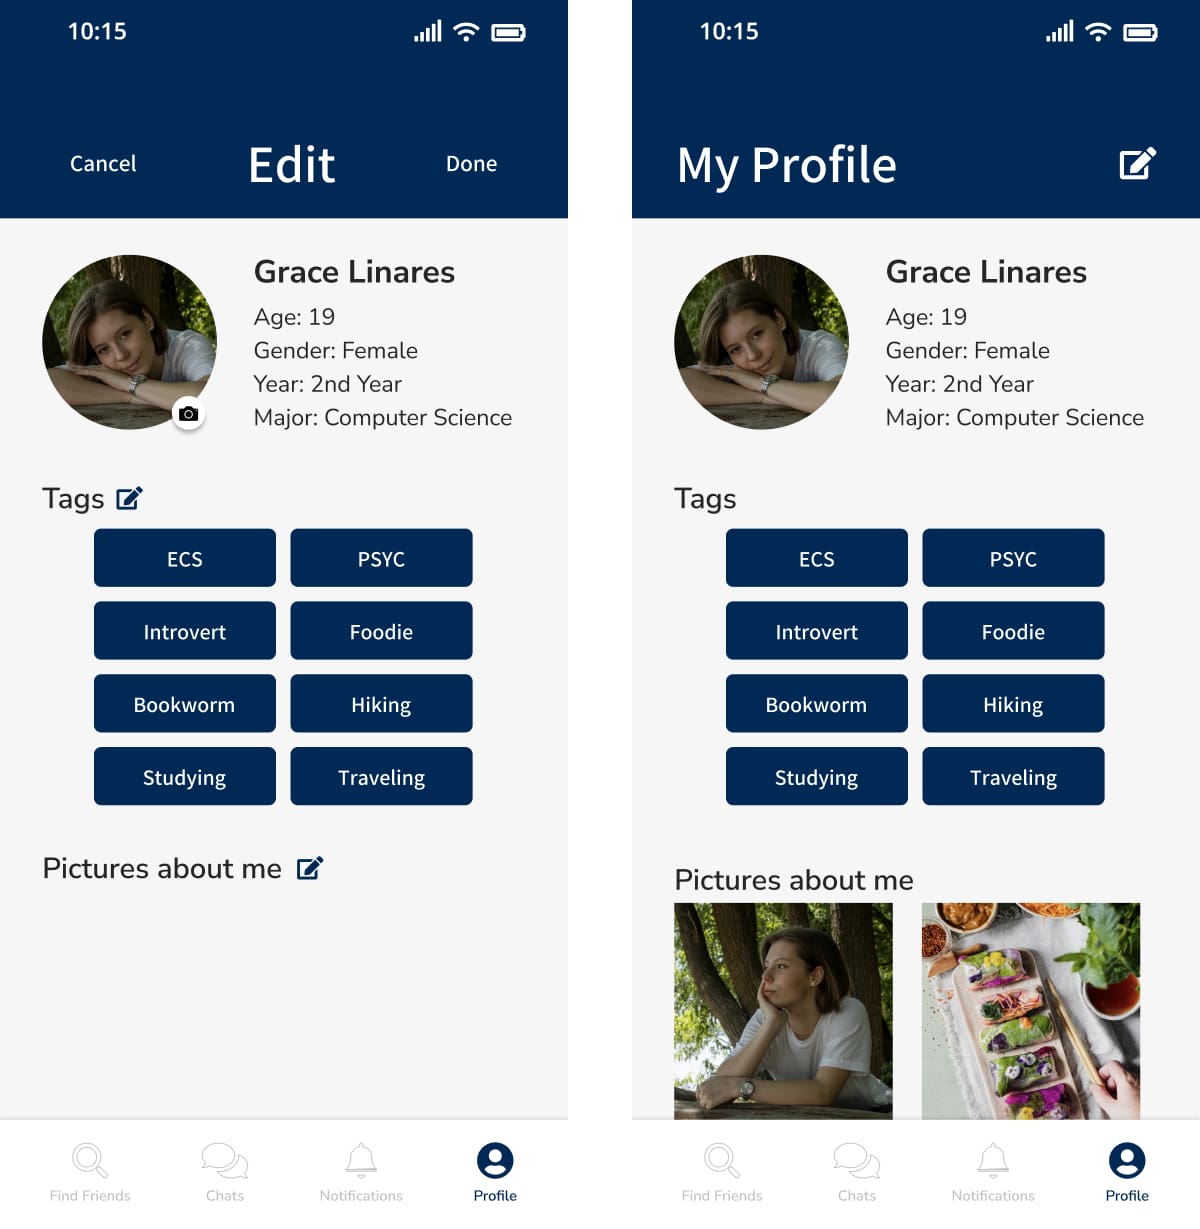 10:15
Cancel
Edit
Done
Grace Linares
Age: 19
Gender: Female
Year: 2nd Year
Major: Computer Science
Tags
ECS
PSYC
Introvert
Foodie
Bookworm
Hiking
Studying
Traveling
Pictures about me
Find Friends
Chats
Notifications
Profile
10:15
My Profile
Grace Linares
Age: 19
Gender: Female
Year: 2nd Year
Major: Computer Science
Tags
ECS
PSYC
Introvert
Foodie
Bookworm
Hiking
Studying
Traveling
Pictures about me
Find Friends
Chats
Notifications
Profile